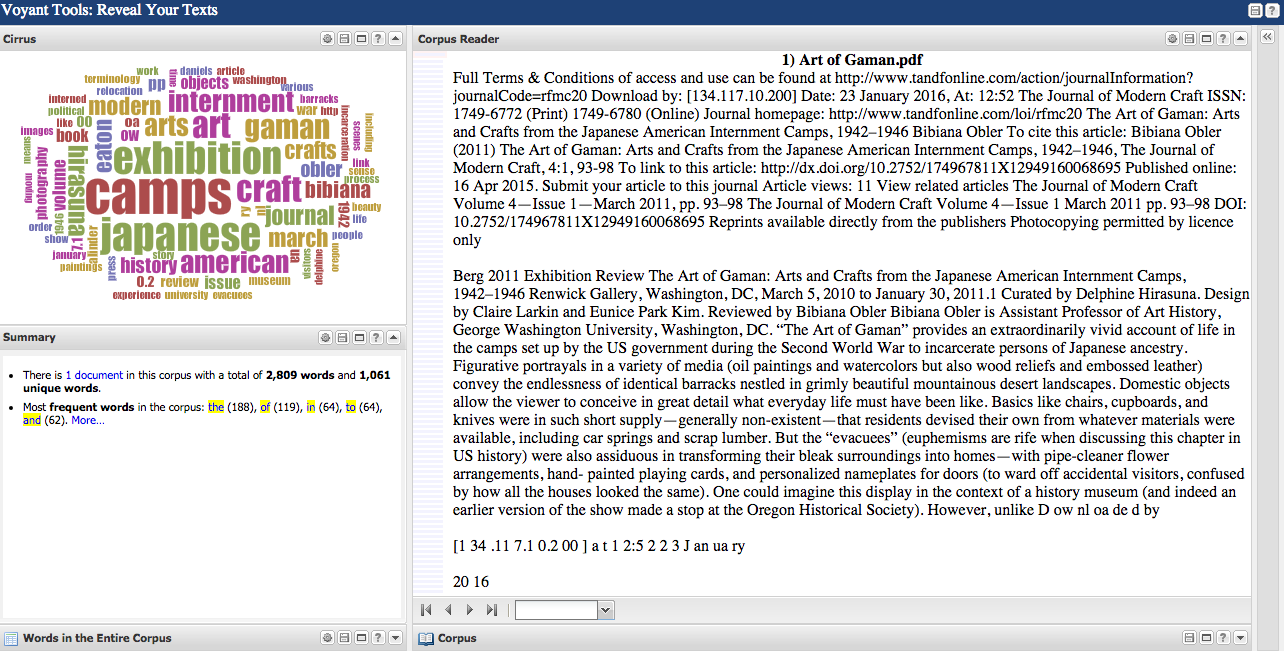 Voyant Tools: Reveal Your Texts
Cirrus
work daniels article
terminology time objects washington
relocation pp various
interned modern internment barracks
political war http
like 00 oa arts art gaman incarceration including
images book ow scenes
means eaton exhibition crafts
photography hirasuna obler link
sense
process
among volume camps craft bibiana
1946 ry n journal 1942 beauty
life
order 7.1 alinder japanese march people
show
january story ua visitors delphine oregon
paintings press history american
0.2 review issue museum
experience university evacuees
Summary
There is 1 document in this corpus with a total of 2,809 words and 1,061
unique words.
Most frequent words in the corpus: the (188), of (119), in (64), to (64),
and (62). More...
Words in the Entire Corpus
Corpus Reader
1) Art of Gaman.pdf
Full Terms & Conditions of access and use can be found at http://www.tandfonline.com/action/journalInformation?
journalCode=rfmc20 Download by: [134.117.10.200] Date: 23 January 2016, At: 12:52 The Journal of Modern Craft ISSN:
1749-6772 (Print) 1749-6780 (Online) Journal homepage: http://www.tandfonline.com/loi/rfmc20 The Art of Gaman: Arts
and Crafts from the Japanese American Internment Camps, 1942–1946 Bibiana Obler To cite this article: Bibiana Obler
(2011) The Art of Gaman: Arts and Crafts from the Japanese American Internment Camps, 1942–1946, The Journal of
Modern Craft, 4:1, 93-98 To link to this article: http://dx.doi.org/10.2752/174967811X12949160068695 Published online:
16 Apr 2015. Submit your article to this journal Article views: 11 View related articles The Journal of Modern Craft
Volume 4—Issue 1—March 2011, pp. 93–98 The Journal of Modern Craft Volume 4—Issue 1 March 2011 pp. 93–98 DOI:
10.2752/174967811X12949160068695 Reprints available directly from the publishers Photocopying permitted by licence
only
Berg 2011 Exhibition Review The Art of Gaman: Arts and Crafts from the Japanese American Internment Camps,
1942–1946 Renwick Gallery, Washington, DC, March 5, 2010 to January 30, 2011.1 Curated by Delphine Hirasuna. Design
by Claire Larkin and Eunice Park Kim. Reviewed by Bibiana Obler Bibiana Obler is Assistant Professor of Art History,
George Washington University, Washington, DC. “The Art of Gaman” provides an extraordinarily vivid account of life in
the camps set up by the US government during the Second World War to incarcerate persons of Japanese ancestry.
Figurative portrayals in a variety of media (oil paintings and watercolors but also wood reliefs and embossed leather)
convey the endlessness of identical barracks nestled in grimly beautiful mountainous desert landscapes. Domestic objects
allow the viewer to conceive in great detail what everyday life must have been like. Basics like chairs, cupboards, and
knives were in such short supply—generally non-existent—that residents devised their own from whatever materials were
available, including car springs and scrap lumber. But the “evacuees” (euphemisms are rife when discussing this chapter in
US history) were also assiduous in transforming their bleak surroundings into homes—with pipe-cleaner flower
arrangements, hand- painted playing cards, and personalized nameplates for doors (to ward off accidental visitors, confused
by how all the houses looked the same). One could imagine this display in the context of a history museum (and indeed an
earlier version of the show made a stop at the Oregon Historical Society). However, unlike D ow nl oa de d by
[1 34 .11 7.1 0.2 00 ] a t 1 2:5 2 2 3 J an ua ry
20 16
Corpus